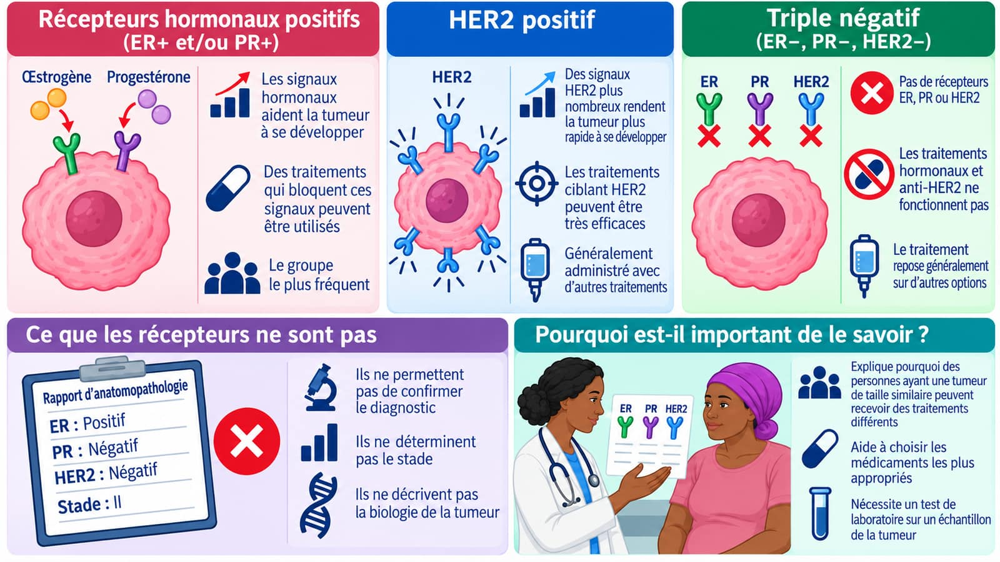 Récepteurs hormonaux positifs
(ER+ et/ou PR+)
Œstrogène
Progestérone
Les signaux
hormonaux
aident la tumeur
à se développer
Des traitements
qui bloquent ces
signaux peuvent
être utilisés
Le groupe
le plus fréquent
HER2 positif
HER2
Des signaux
HER2 plus
nombreux rendent
la tumeur plus
rapide à se développer
Les traitements
ciblant HER2
peuvent être
très efficaces
Généralement
administré avec
d'autres traitements
Triple négatif
(ER−, PR−, HER2−)
ER
PR
HER2
Pas de récepteurs
ER, PR ou HER2
Les traitements
hormonaux et
anti-HER2 ne
fonctionnent pas
Le traitement
repose généralement
sur d'autres options
Ce que les récepteurs ne sont pas
Rapport d'anatomopathologie
ER : Positif
PR : Négatif
HER2 : Négatif
Stade : II
Ils ne permettent
pas de confirmer
le diagnostic
Ils ne déterminent
pas le stade
Ils ne décrivent pas
la biologie de la tumeur
Pourquoi est-il important de le savoir ?
ER
PR
HER2
Explique pourquoi des
personnes ayant une tumeur
de taille similaire peuvent
recevoir des traitements
différents
Aide à choisir les
médicaments les plus
appropriés
Nécessite un test de
laboratoire sur un échantillon
de la tumeur